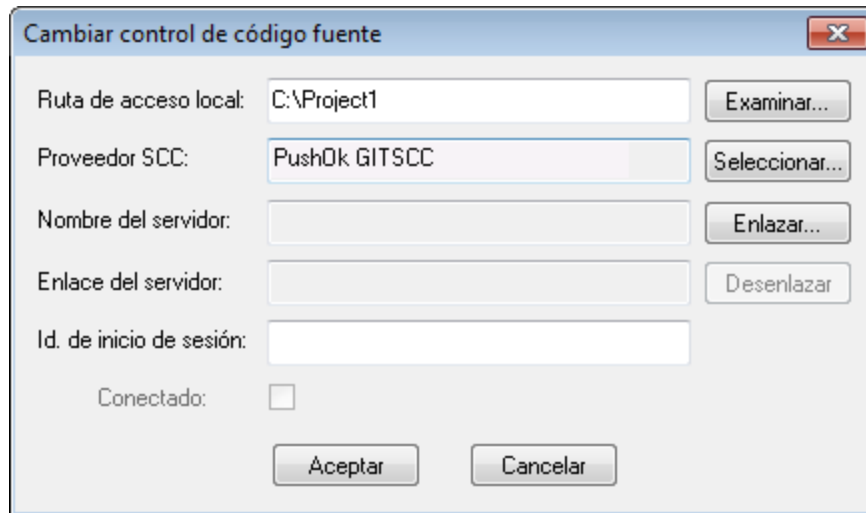 Cambiar control de código fuente
Ruta de acceso local: C:\Project1 Examinar...
Proveedor SCC: PushOk GITSCC Seleccionar...
Nombre del servidor: Enlazar...
Enlace del servidor: Desenlazar
Id. de inicio de sesión:
Conectado:
Aceptar Cancelar